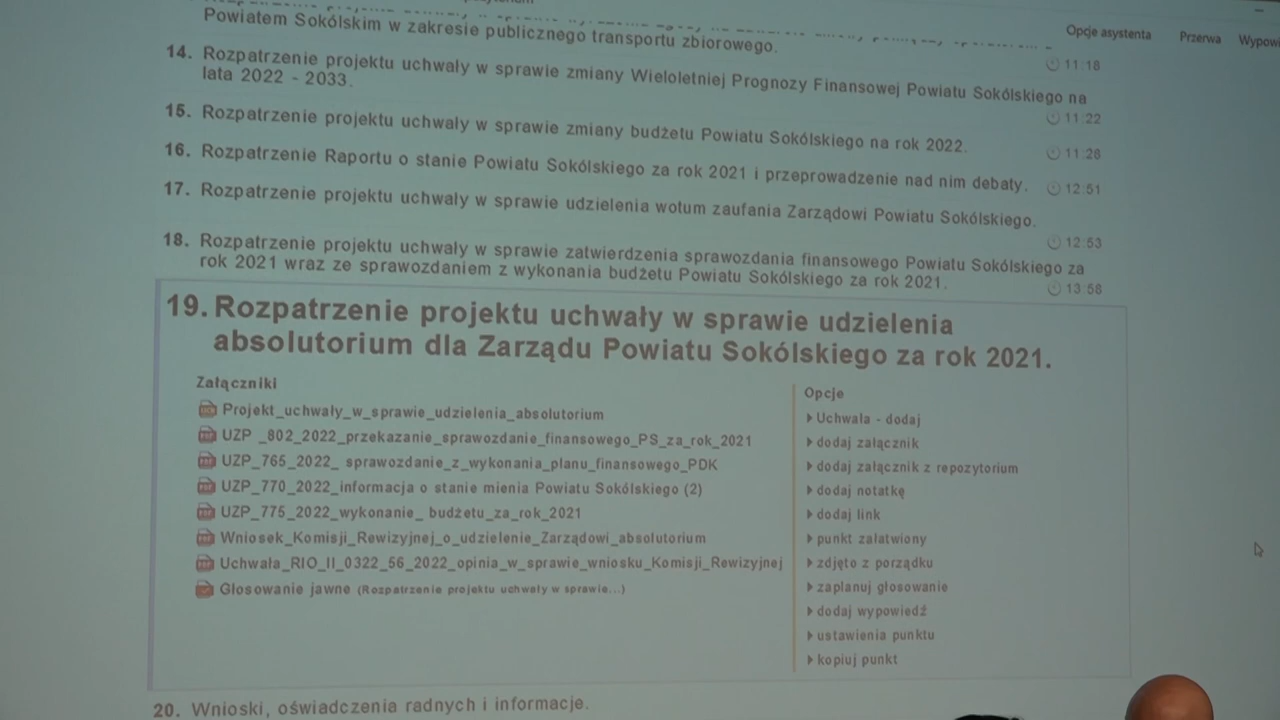 Powiatem Sokólskim w zakresie publicznego transportu zbiorowego.
Opcje asystenta
Przerwa
11:18
14. Rozpatrzenie projektu uchwały w sprawie zmiany Wieloletniej Prognozy Finansowej Powiatu Sokólskiego na
lata 2022 - 2033.
11:22
15. Rozpatrzenie projektu uchwały w sprawie zmiany budżetu Powiatu Sokólskiego na rok 2022.
11:28
16. Rozpatrzenie Raportu o stanie Powiatu Sokólskiego za rok 2021 i przeprowadzenie nad nim debaty.
12:51
17. Rozpatrzenie projektu uchwały w sprawie udzielenia wotum zaufania Zarządowi Powiatu Sokólskiego.
12:53
18. Rozpatrzenie projektu uchwały w sprawie zatwierdzenia sprawozdania finansowego Powiatu Sokólskiego za
rok 2021 wraz ze sprawozdaniem z wykonania budżetu Powiatu Sokólskiego za rok 2021.
13:58
19. Rozpatrzenie projektu uchwały w sprawie udzielenia
absolutorium dla Zarządu Powiatu Sokólskiego za rok 2021.
Załączniki
Projekt_uchwały_w_sprawie_udzielenia_absolutorium
UZP _802_2022_przekazanie_sprawozdanie_finansowego_PS_za_rok_2021
UZP_765_2022_ sprawozdanie_z_wykonania_planu_finansowego_PDK
UZP_770_2022_informacja o stanie mienia Powiatu Sokólskiego (2)
UZP_775_2022_wykonanie_ budżetu_za_rok_2021
Wniosek_Komisji_Rewizyjnej_o_udzielenie_Zarządowi_absolutorium
Uchwała_RIO_II_0322_56_2022_opinia_w_sprawie_wniosku_Komisji_Rewizyjnej
Głosowanie jawne (Rozpatrzenie projektu uchwały w sprawie...)
Opcje
Uchwała - dodaj
dodaj załącznik
dodaj załącznik z repozytorium
dodaj notatkę
dodaj link
punkt załatwiony
zdjęto z porządku
zaplanuj głosowanie
dodaj wypowiedź
ustawienia punktu
kopiuj punkt
20. Wnioski, oświadczenia radnych i informacje.